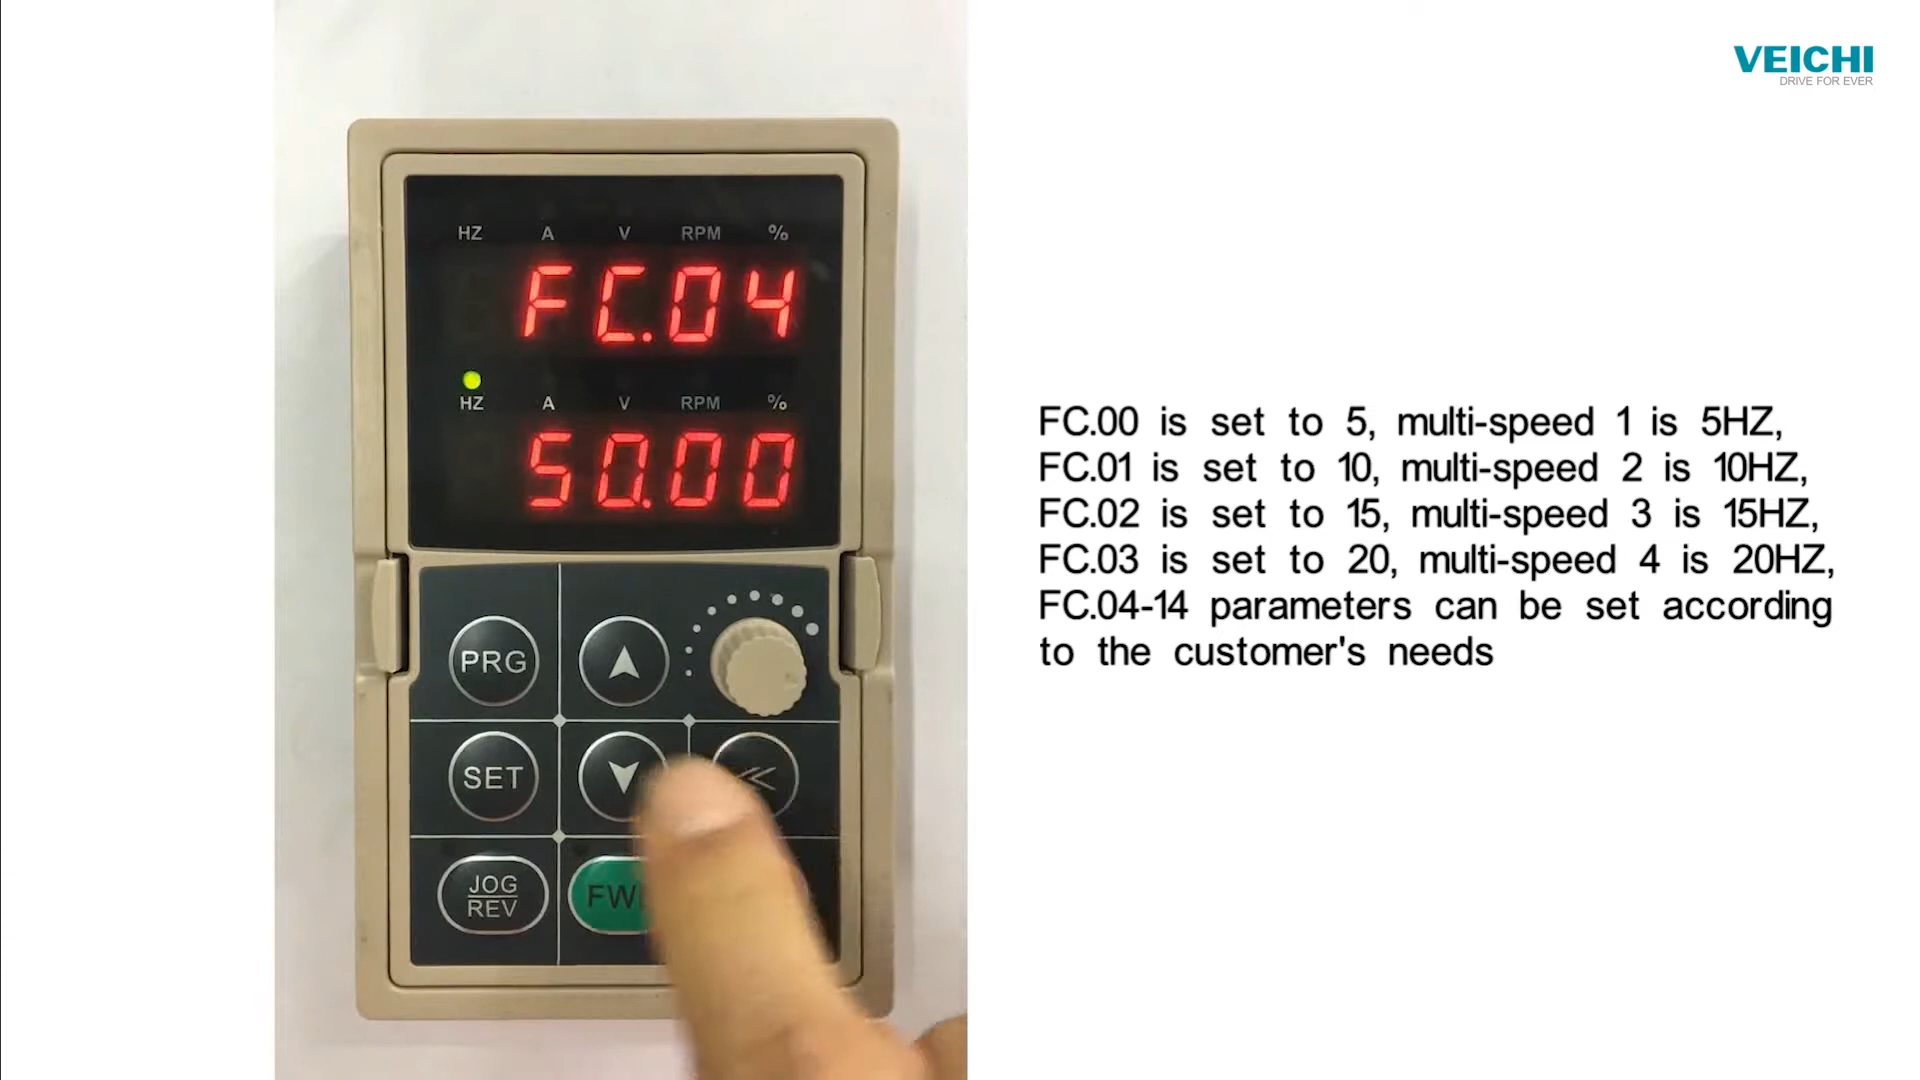 VEICHI
DRIVE FOR EVER
HZ A V RPM %
FC.04
HZ A V RPM %
50.00
PRG
SET
JOG
REV
FC.00 is set to 5, multi-speed 1 is 5HZ,
FC.01 is set to 10, multi-speed 2 is 10HZ,
FC.02 is set to 15, multi-speed 3 is 15HZ,
FC.03 is set to 20, multi-speed 4 is 20HZ,
FC.04-14 parameters can be set according
to the customer's needs